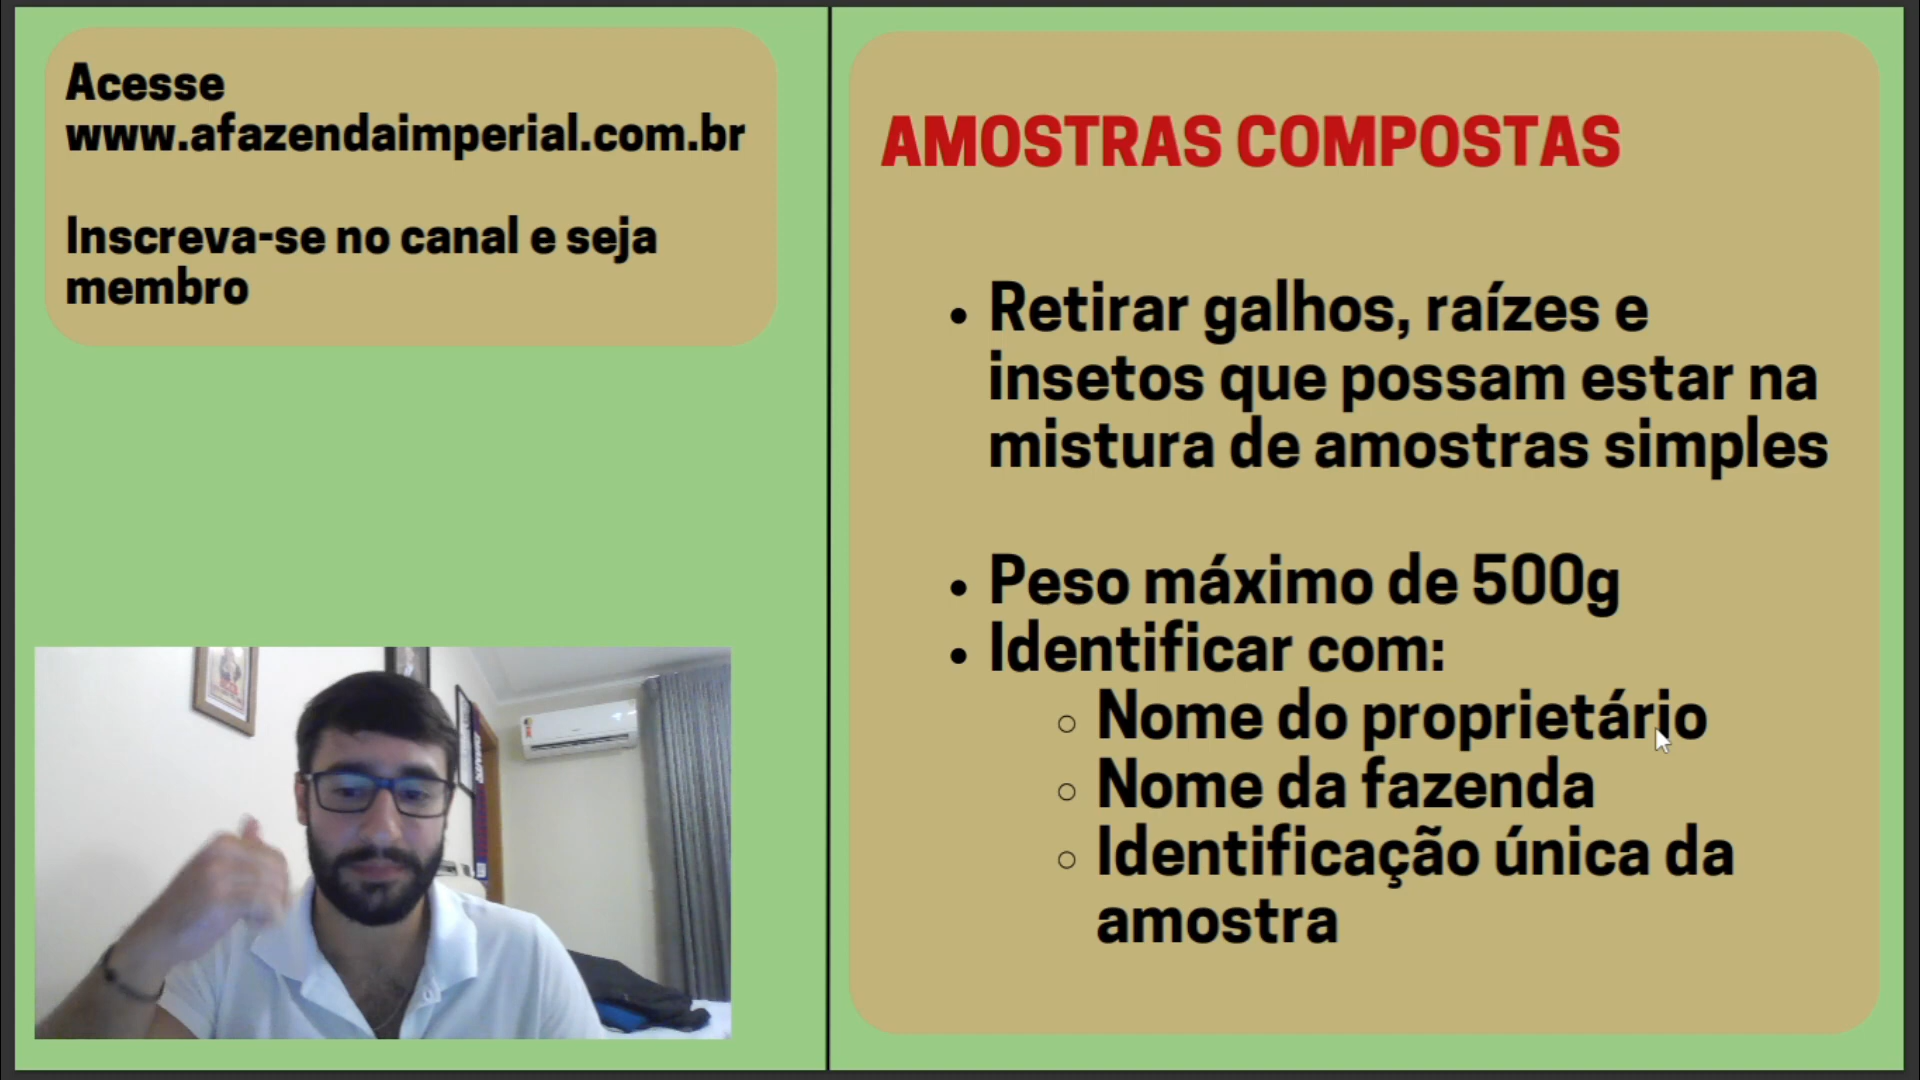 Acesse
www.afazendaimperial.com.br
Inscreva-se no canal e seja
membro
AMOSTRAS COMPOSTAS
• Retirar galhos, raízes e
insetos que possam estar na
mistura de amostras simples
• Peso máximo de 500g
• Identificar com:
○ Nome do proprietário
○ Nome da fazenda
○ Identificação única da
amostra